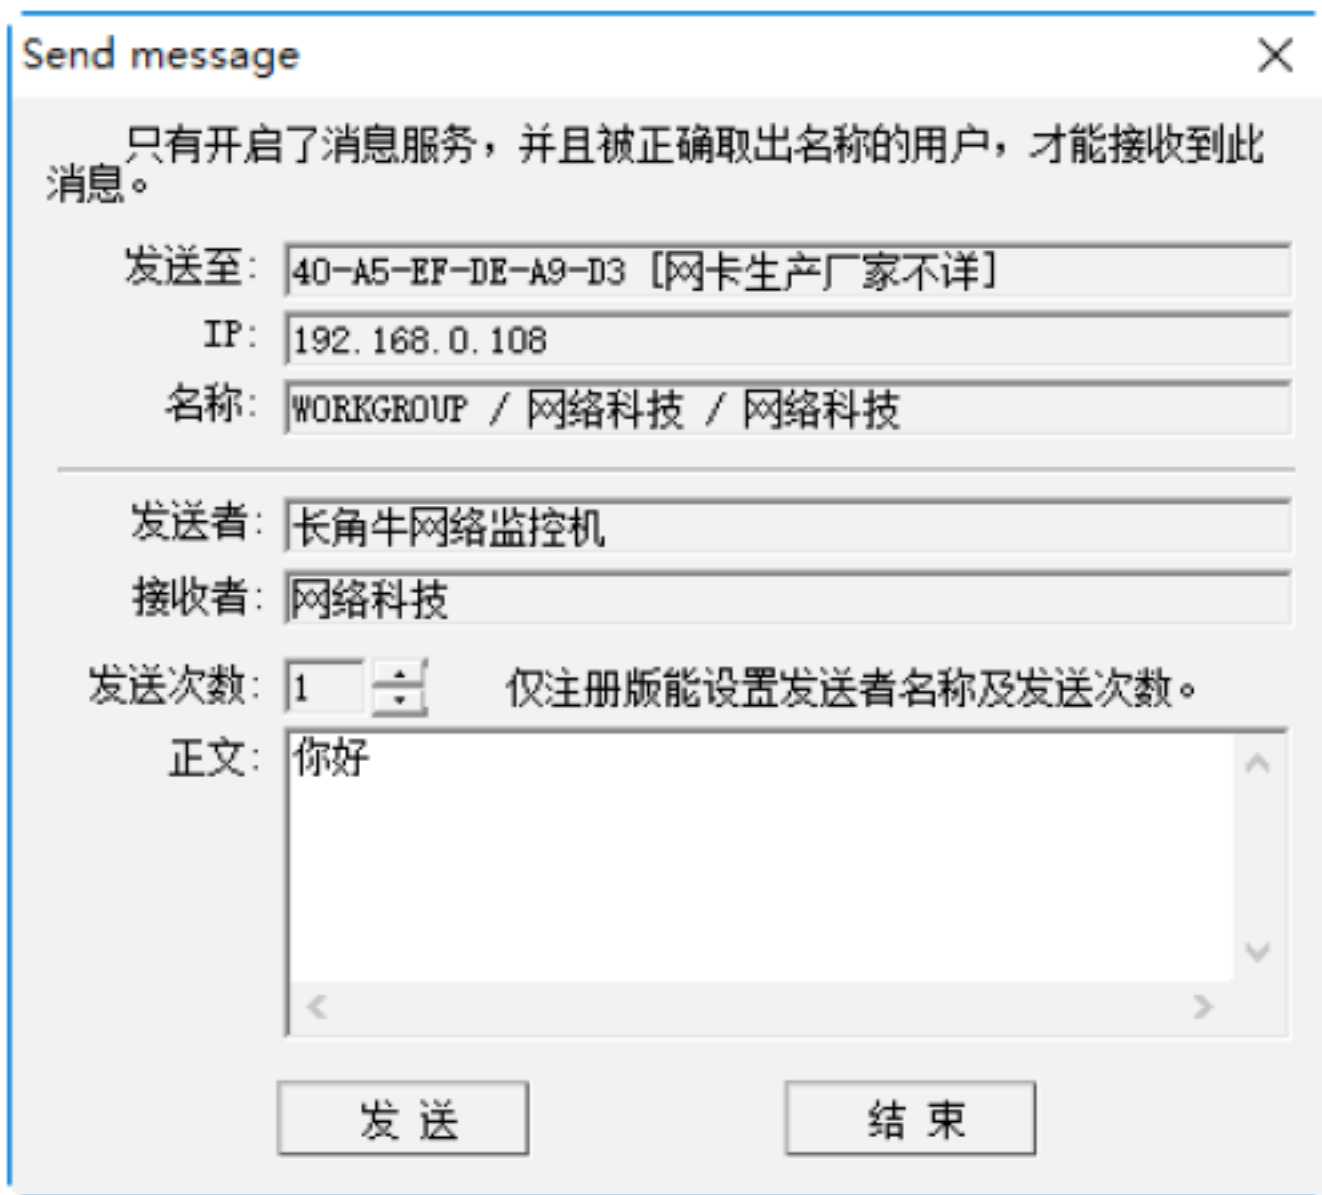 Send message
只有开启了消息服务，并且被正确取出名称的用户，才能接收到此
消息。
发送至: 40-A5-EF-DE-A9-D3 [网卡生产厂家不详]
IP: 192.168.0.108
名称: WORKGROUP / 网络科技 / 网络科技
发送者: 长角牛网络监控机
接收者: 网络科技
发送次数: 1 仅注册版能设置发送者名称及发送次数。
正文: 你好
发 送 结 束